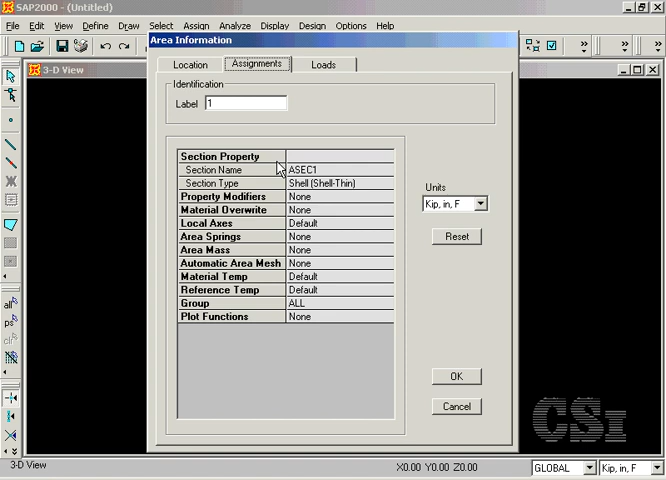 SAP2000 - (Untitled)
File Edit View Define Draw Select Assign Analyze Display Design Options Help
3-D View
Area Information
Location Assignments Loads
Identification
Label 1
Section Property
Section Name ASEC1
Section Type Shell (Shell-Thin)
Property Modifiers None
Material Overwrite None
Local Axes Default
Area Springs None
Area Mass None
Automatic Area Mesh None
Material Temp Default
Reference Temp Default
Group ALL
Plot Functions None
Units
Kip, in, F
Reset
OK
Cancel
all
ps
clr
CSI
3-D View X0.00 Y0.00 Z0.00 GLOBAL Kip, in, F